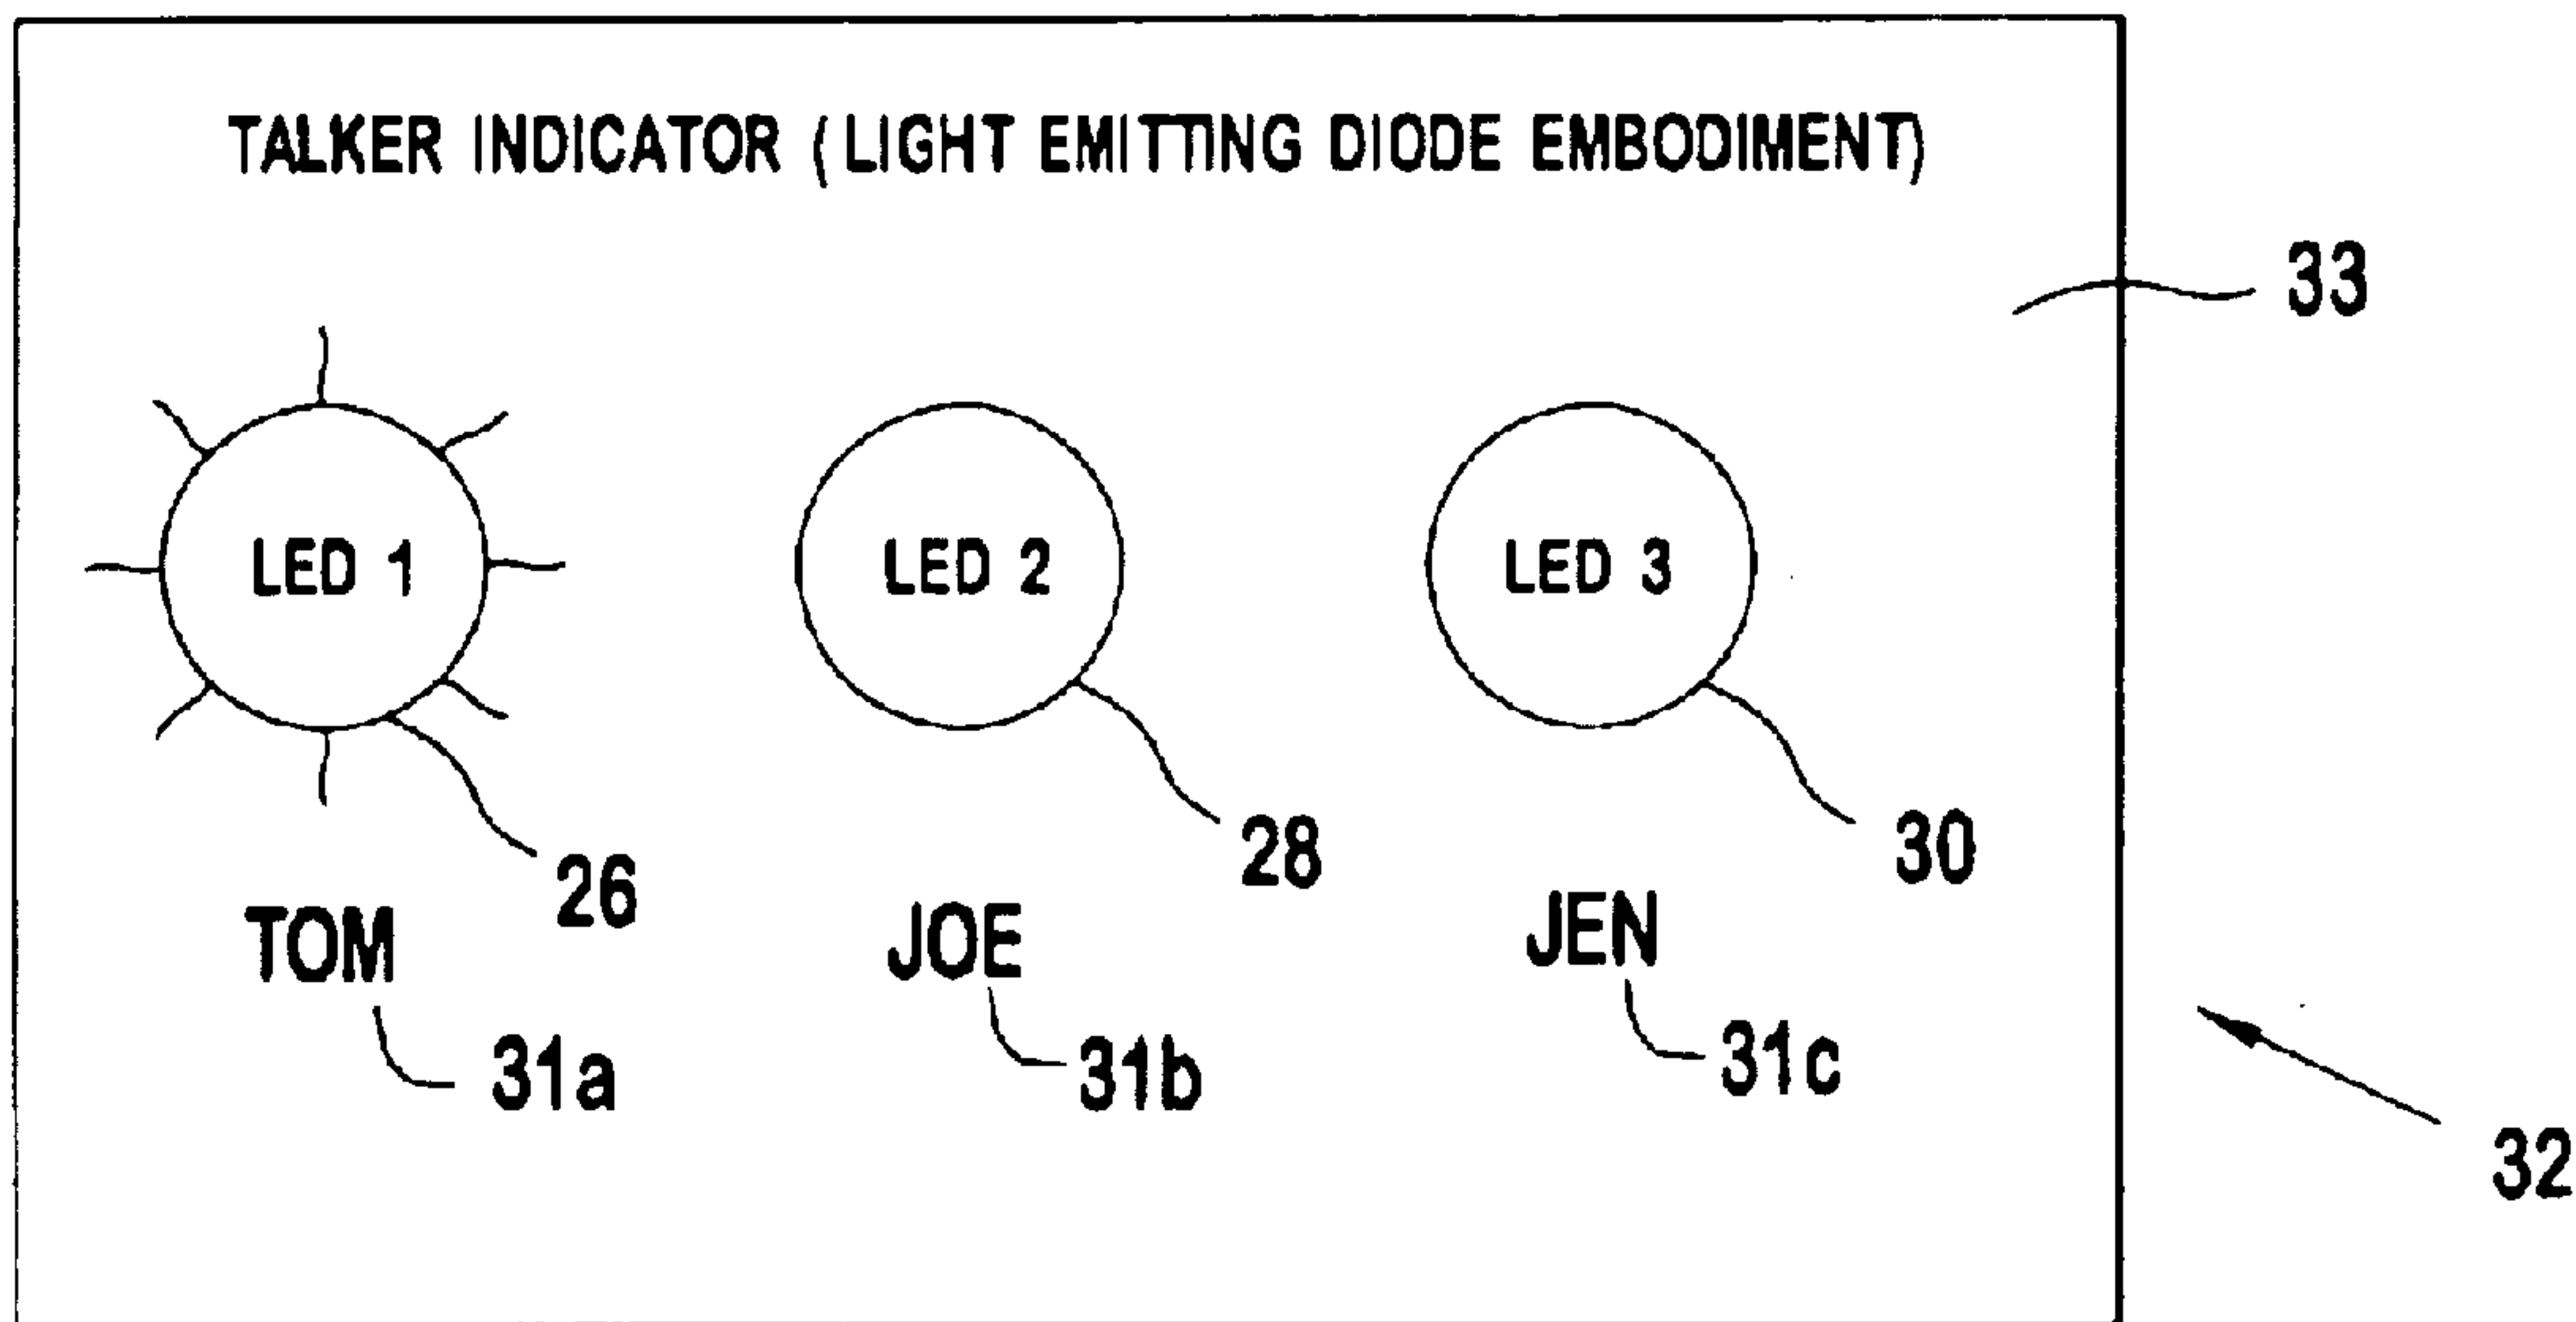 TALKER INDICATOR (LIGHT EMITTING DIODE EMBODIMENT)
33
LED 1
LED 2
LED 3
26
28
30
TOM
JOE
JEN
31a
31b
31c
32